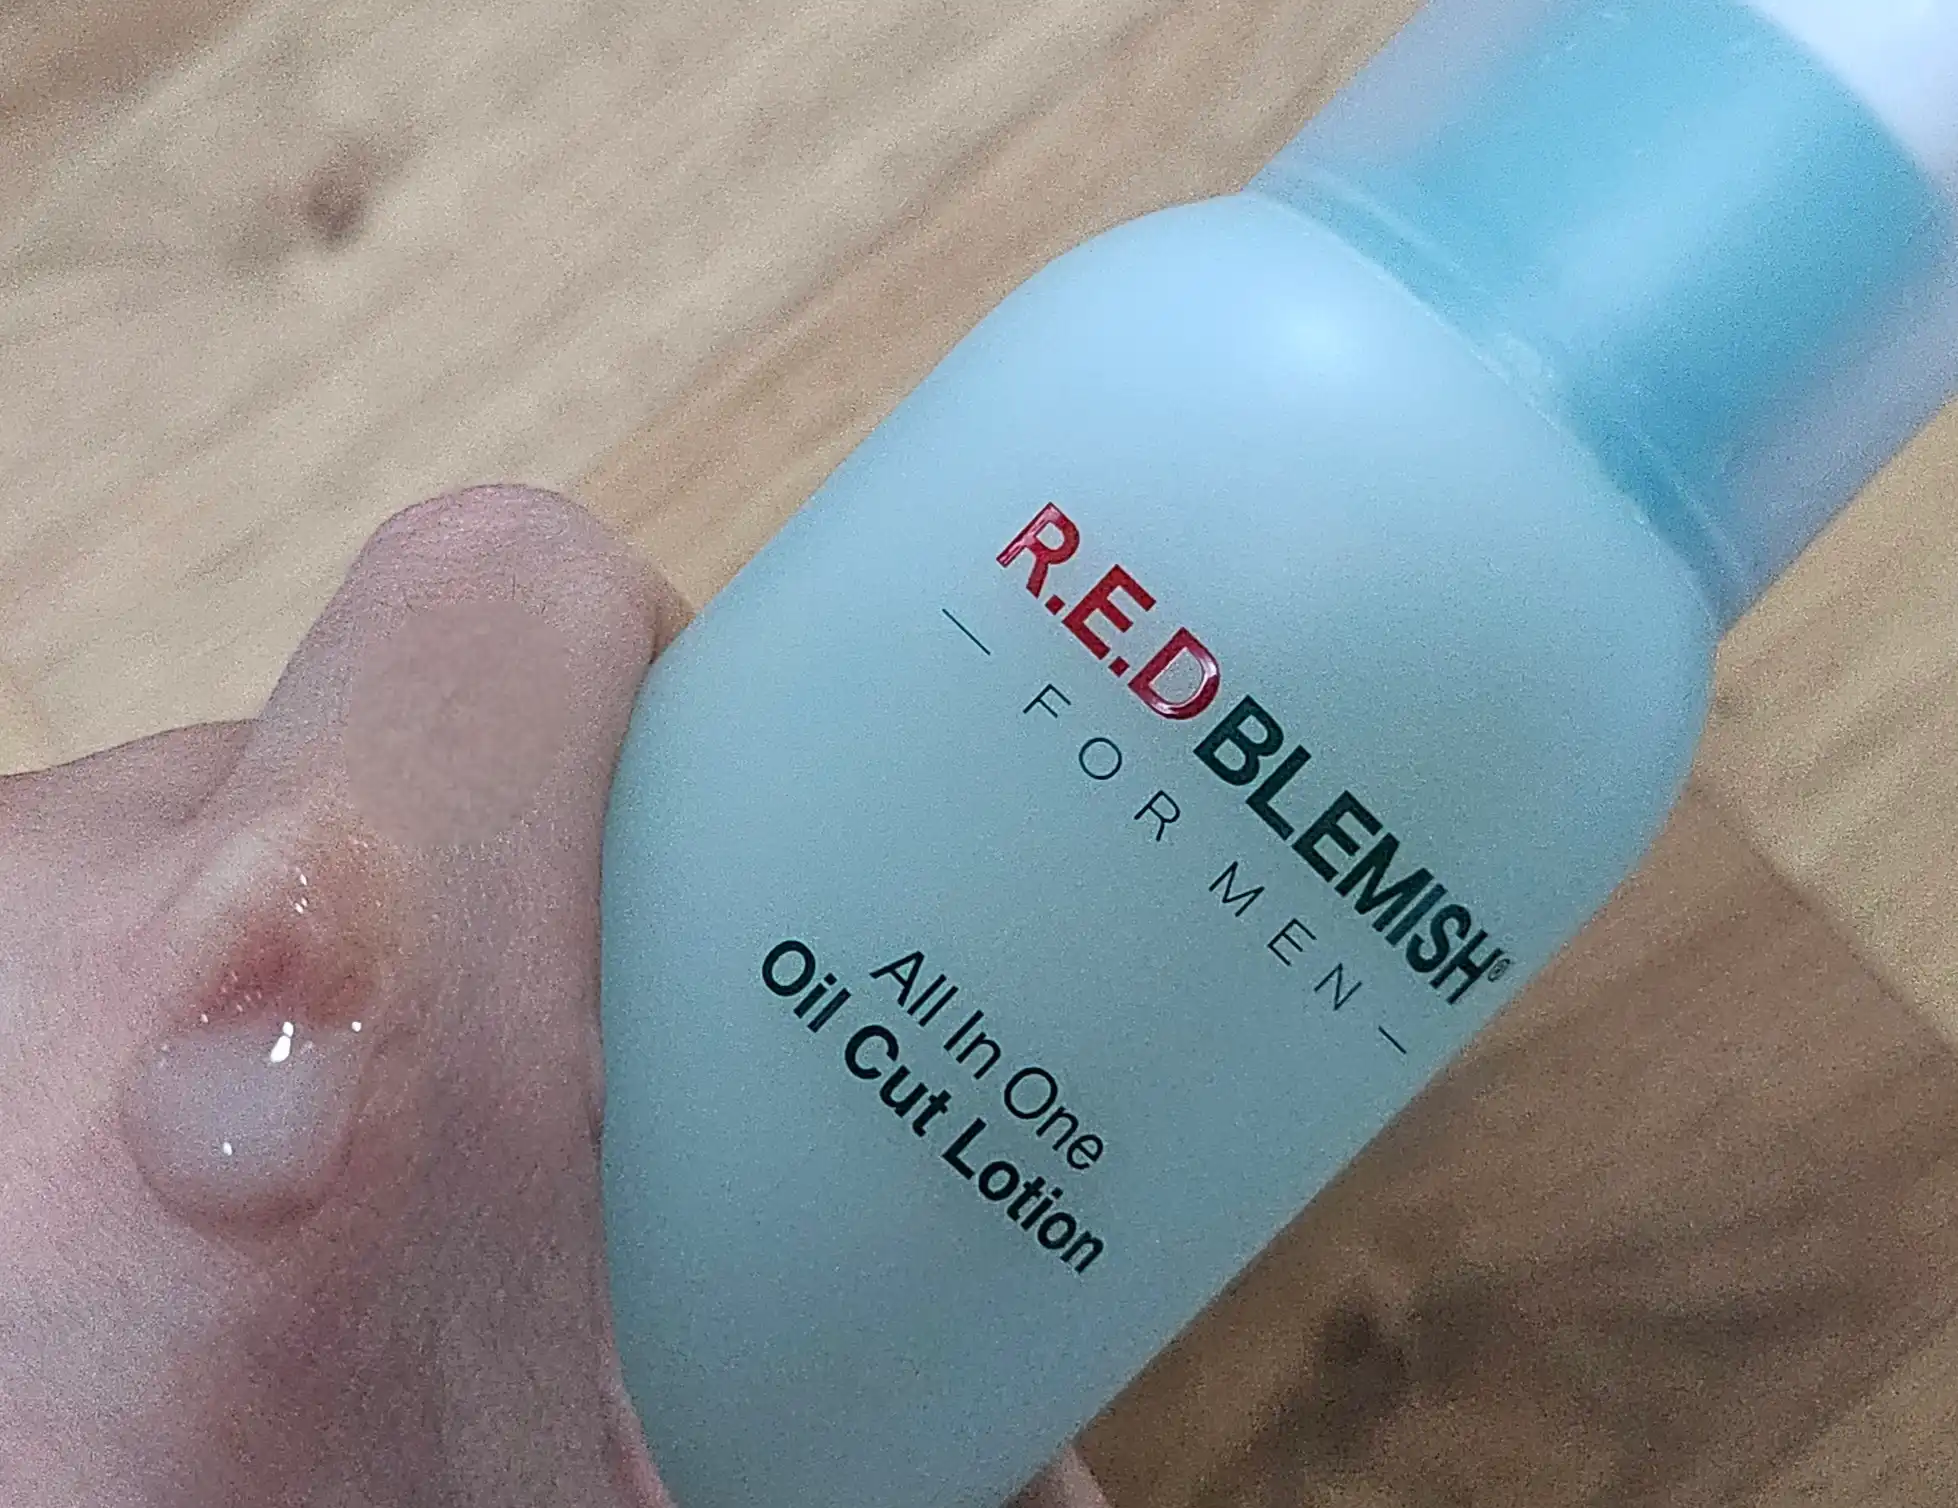 R.E.D BLEMISH®
— FOR MEN —
All In One
Oil Cut Lotion